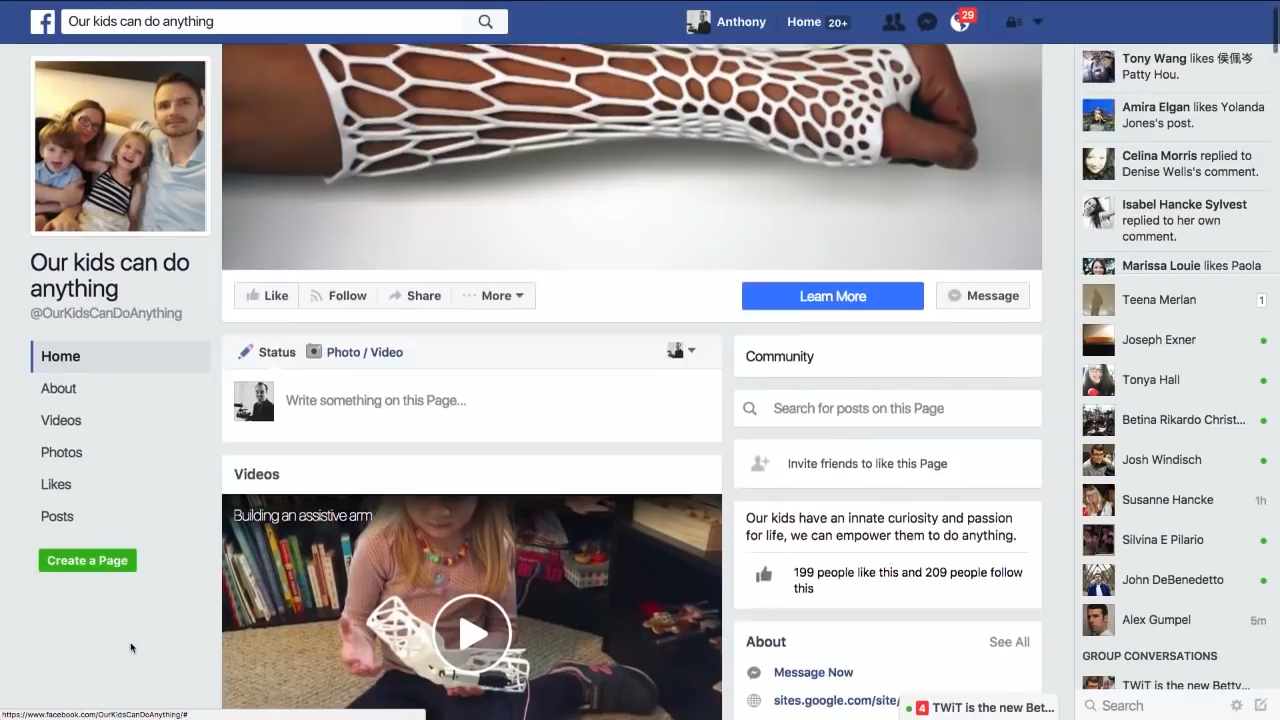 Our kids can do anything
Anthony
Home 20+
29
Our kids can do
anything
@OurKidsCanDoAnything
Home
About
Videos
Photos
Likes
Posts
Create a Page
Like
Follow
Share
More
Learn More
Message
Status
Photo / Video
Write something on this Page...
Videos
Building an assistive arm
Community
Search for posts on this Page
Invite friends to like this Page
Our kids have an innate curiosity and passion
for life, we can empower them to do anything.
199 people like this and 209 people follow
this
About
See All
Message Now
sites.google.com/site/
Tony Wang likes 侯佩岑
Patty Hou.
Amira Elgan likes Yolanda
Jones's post.
Celina Morris replied to
Denise Wells's comment.
Isabel Hancke Sylvest
replied to her own
comment.
Marissa Louie likes Paola
Teena Merlan
1
Joseph Exner
Tonya Hall
Betina Rikardo Christ...
Josh Windisch
Susanne Hancke
1h
Silvina E Pilario
John DeBenedetto
Alex Gumpel
5m
GROUP CONVERSATIONS
TWiT is the new Betty...
Search
4 TWiT is the new Bet...
https://www.facebook.com/OurKidsCanDoAnything/#